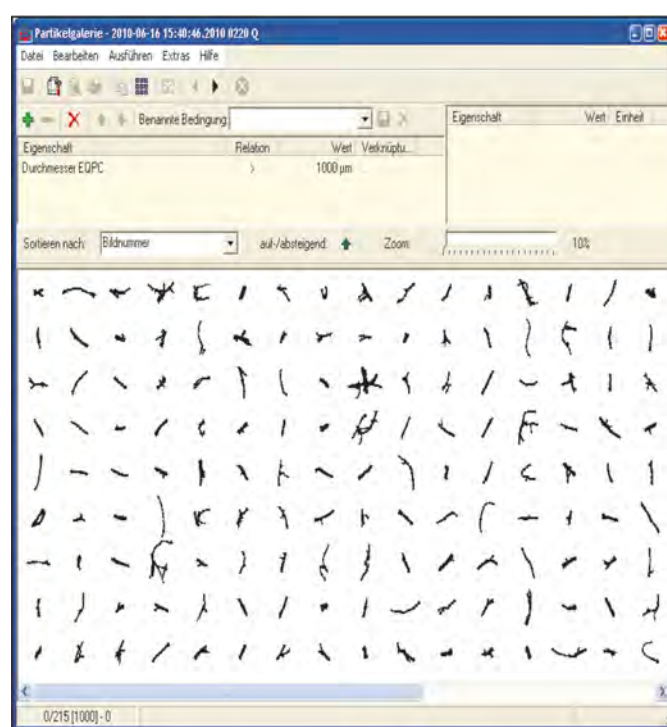 Partikelgalerie - 2010-06-16 15:40:46.2010 0220 Q
Datei Bearbeiten Ausführen Extras Hilfe
Benannte Bedingung:
Eigenschaft Wert Einheit
Eigenschaft Relation Wert Verknüptu...
Durchmesser EQPC > 1000 µm
Sortieren nach: Bildnummer auf-/absteigend: Zoom: 10%
0/215 [1000] - 0